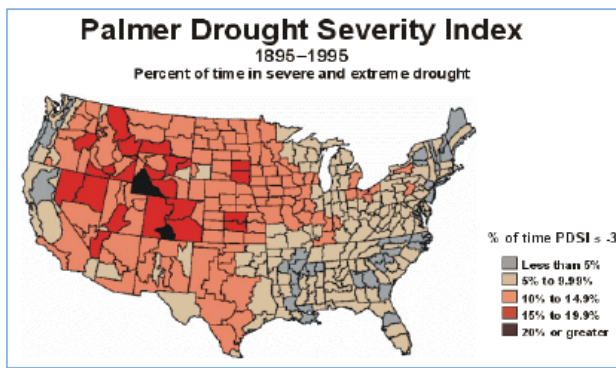 Palmer Drought Severity Index
1895–1995
Percent of time in severe and extreme drought
% of time PDSI ≤ -3
Less than 5%
5% to 9.99%
10% to 14.9%
15% to 19.9%
20% or greater